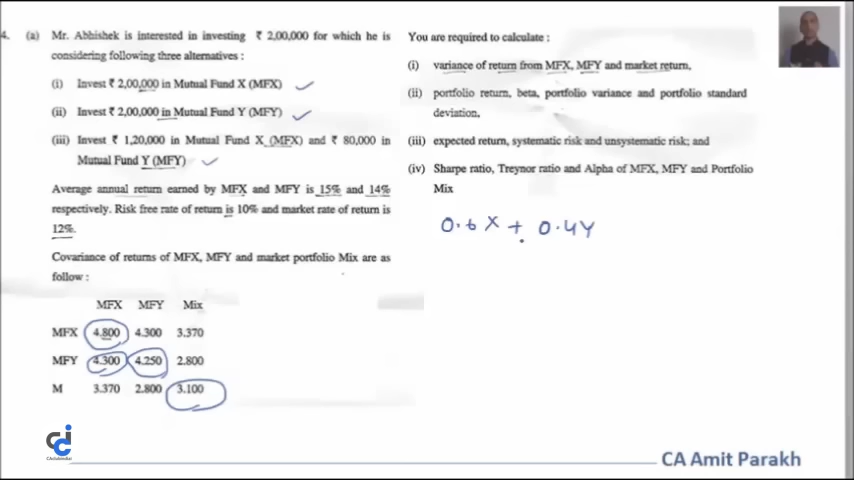 4. (a) Mr. Abhishek is interested in investing ₹ 2,00,000 for which he is
considering following three alternatives :
(i) Invest ₹ 2,00,000 in Mutual Fund X (MFX)
(ii) Invest ₹ 2,00,000 in Mutual Fund Y (MFY)
(iii) Invest ₹ 1,20,000 in Mutual Fund X (MFX) and ₹ 80,000 in
Mutual Fund Y (MFY)
Average annual return earned by MFX and MFY is 15% and 14%
respectively. Risk free rate of return is 10% and market rate of return is
12%.
Covariance of returns of MFX, MFY and market portfolio Mix are as
follow :
MFX MFY Mix
MFX 4.800 4.300 3.370
MFY 4.300 4.250 2.800
M 3.370 2.800 3.100
You are required to calculate :
(i) variance of return from MFX, MFY and market return,
(ii) portfolio return, beta, portfolio variance and portfolio standard
deviation,
(iii) expected return, systematic risk and unsystematic risk; and
(iv) Sharpe ratio, Treynor ratio and Alpha of MFX, MFY and Portfolio
Mix
0.6X + 0.4Y
CA Amit Parakh